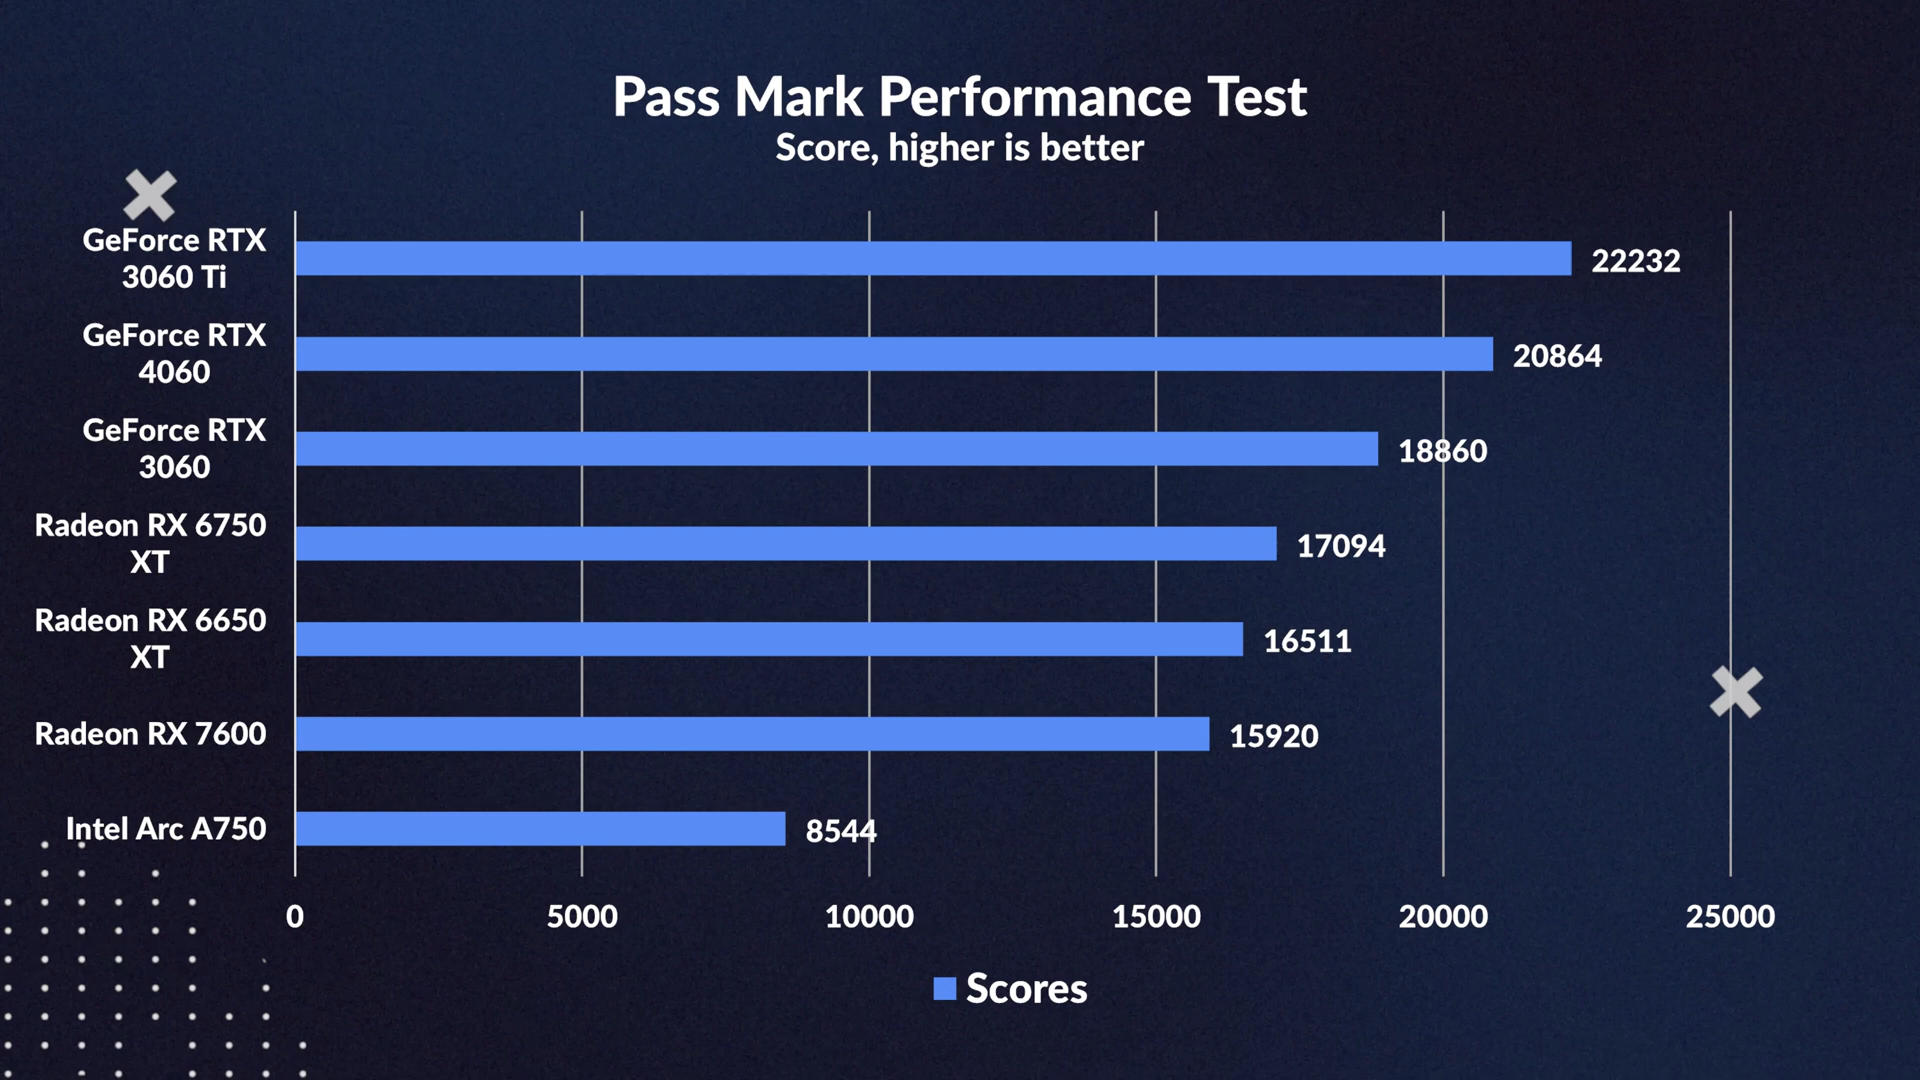 Pass Mark Performance Test
Score, higher is better
GeForce RTX
3060 Ti
22232
GeForce RTX
4060
20864
GeForce RTX
3060
18860
Radeon RX 6750
XT
17094
Radeon RX 6650
XT
16511
Radeon RX 7600
15920
Intel Arc A750
8544
0 5000 10000 15000 20000 25000
Scores